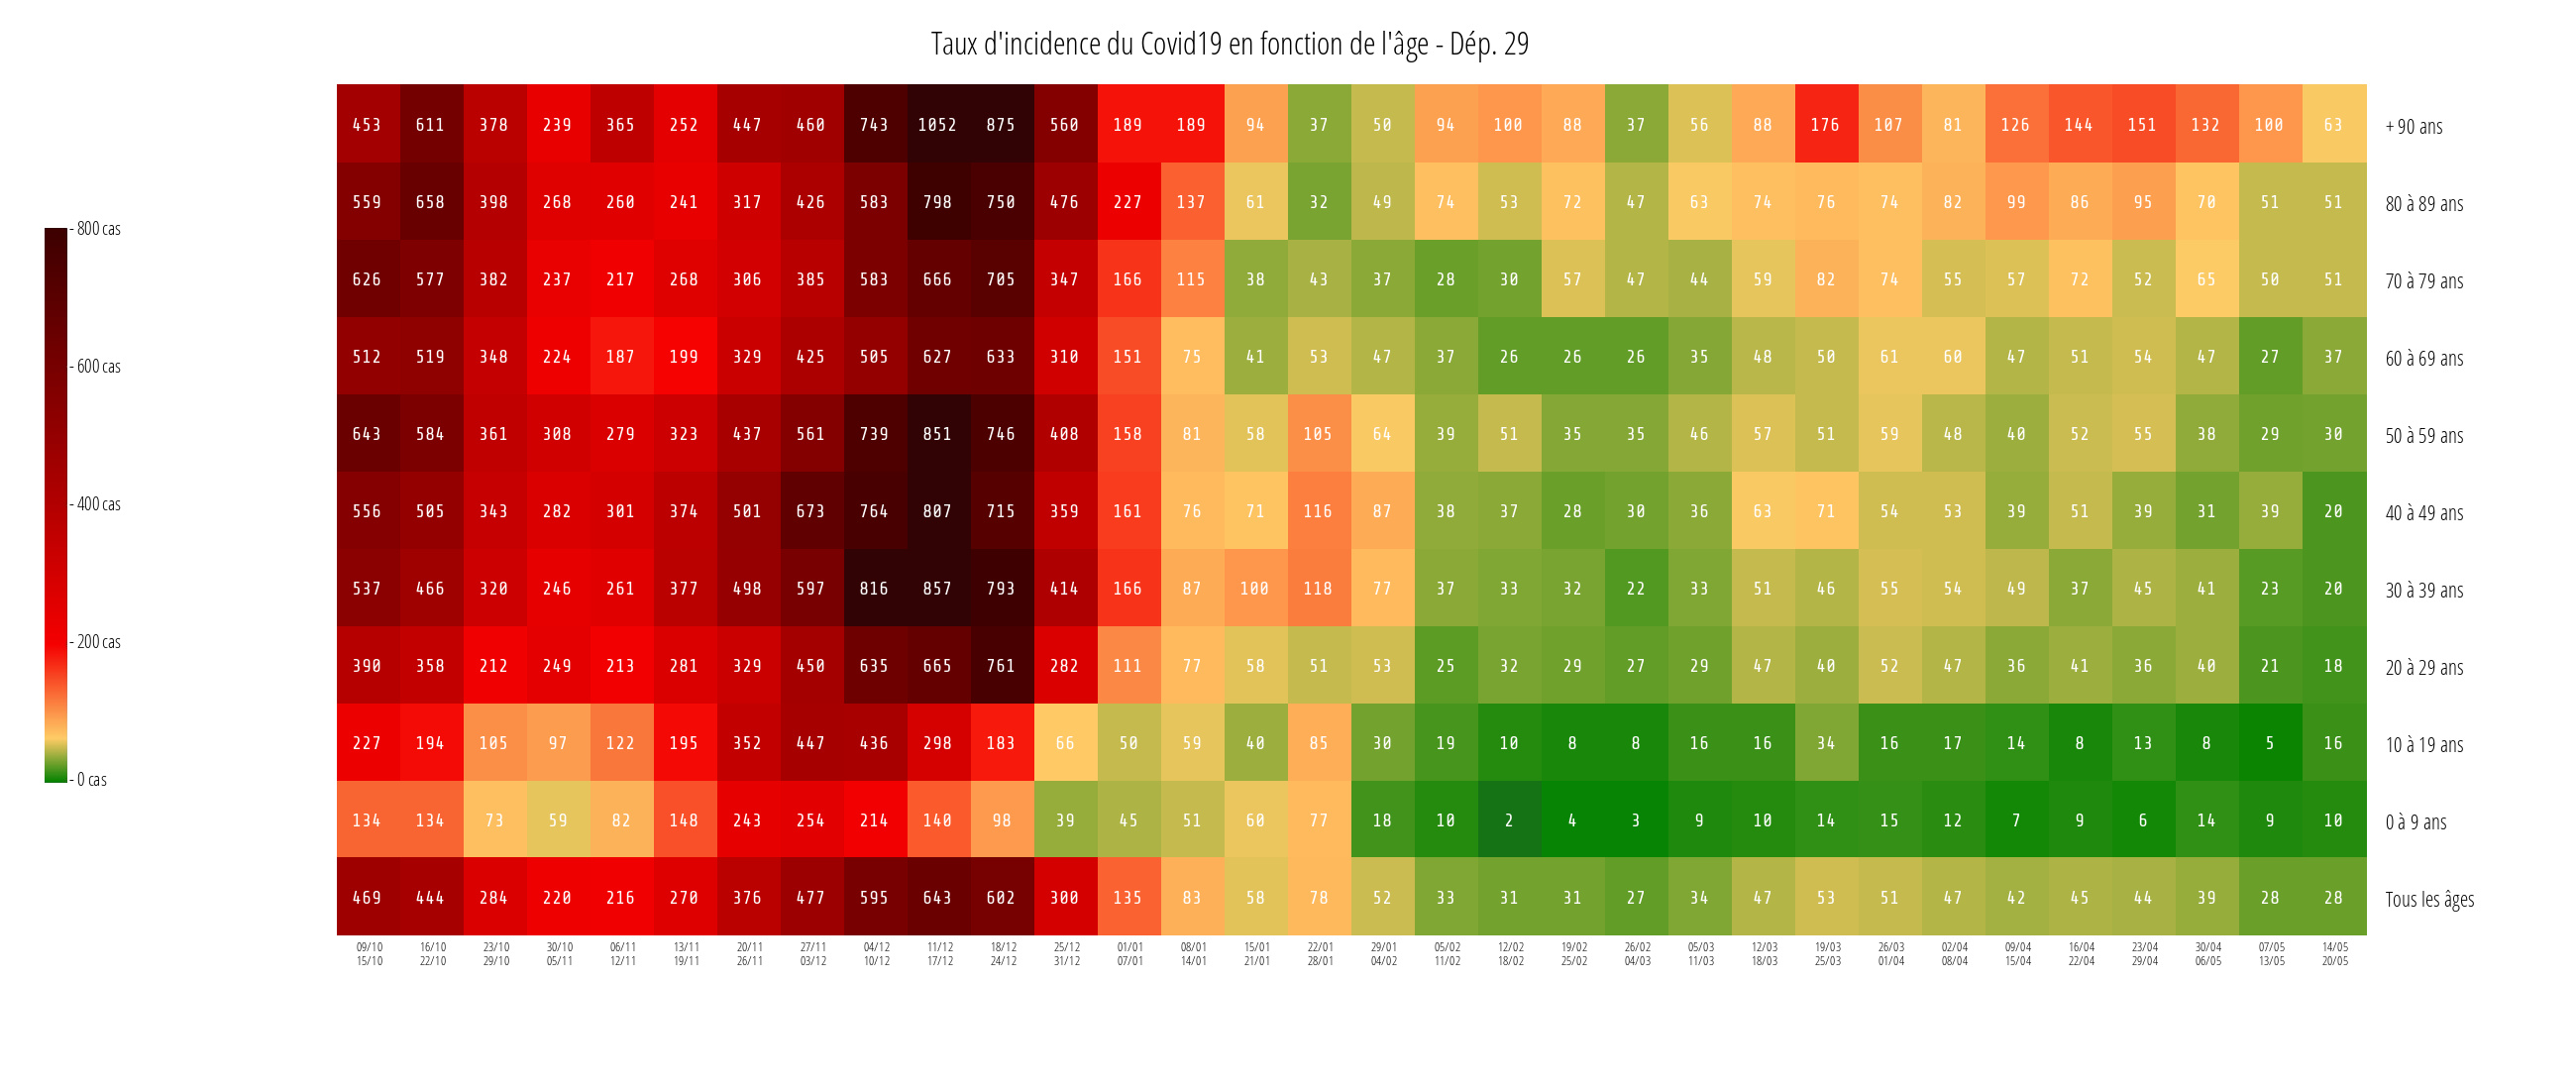 Taux d'incidence du Covid19 en fonction de l'âge - Dép. 29
- 800 cas
- 600 cas
- 400 cas
- 200 cas
- 0 cas
453 611 378 239 365 252 447 460 743 1052 875 560 189 189 94 37 50 94 100 88 37 56 88 176 107 81 126 144 151 132 100 63 + 90 ans
559 658 398 268 260 241 317 426 583 798 750 476 227 137 61 32 49 74 53 72 47 63 74 76 74 82 99 86 95 70 51 51 80 à 89 ans
626 577 382 237 217 268 306 385 583 666 705 347 166 115 38 43 37 28 30 57 47 44 59 82 74 55 57 72 52 65 50 51 70 à 79 ans
512 519 348 224 187 199 329 425 505 627 633 310 151 75 41 53 47 37 26 26 26 35 48 50 61 60 47 51 54 47 27 37 60 à 69 ans
643 584 361 308 279 323 437 561 739 851 746 408 158 81 58 105 64 39 51 35 35 46 57 51 59 48 40 52 55 38 29 30 50 à 59 ans
556 505 343 282 301 374 501 673 764 807 715 359 161 76 71 116 87 38 37 28 30 36 63 71 54 53 39 51 39 31 39 20 40 à 49 ans
537 466 320 246 261 377 498 597 816 857 793 414 166 87 100 118 77 37 33 32 22 33 51 46 55 54 49 37 45 41 23 20 30 à 39 ans
390 358 212 249 213 281 329 450 635 665 761 282 111 77 58 51 53 25 32 29 27 29 47 40 52 47 36 41 36 40 21 18 20 à 29 ans
227 194 105 97 122 195 352 447 436 298 183 66 50 59 40 85 30 19 10 8 8 16 16 34 16 17 14 8 13 8 5 16 10 à 19 ans
134 134 73 59 82 148 243 254 214 140 98 39 45 51 60 77 18 10 2 4 3 9 10 14 15 12 7 9 6 14 9 10 0 à 9 ans
469 444 284 220 216 270 376 477 595 643 602 300 135 83 58 78 52 33 31 31 27 34 47 53 51 47 42 45 44 39 28 28 Tous les âges
09/10 16/10 23/10 30/10 06/11 13/11 20/11 27/11 04/12 11/12 18/12 25/12 01/01 08/01 15/01 22/01 29/01 05/02 12/02 19/02 26/02 05/03 12/03 19/03 26/03 02/04 09/04 16/04 23/04 30/04 07/05 14/05
15/10 22/10 29/10 05/11 12/11 19/11 26/11 03/12 10/12 17/12 24/12 31/12 07/01 14/01 21/01 28/01 04/02 11/02 18/02 25/02 04/03 11/03 18/03 25/03 01/04 08/04 15/04 22/04 29/04 06/05 13/05 20/05